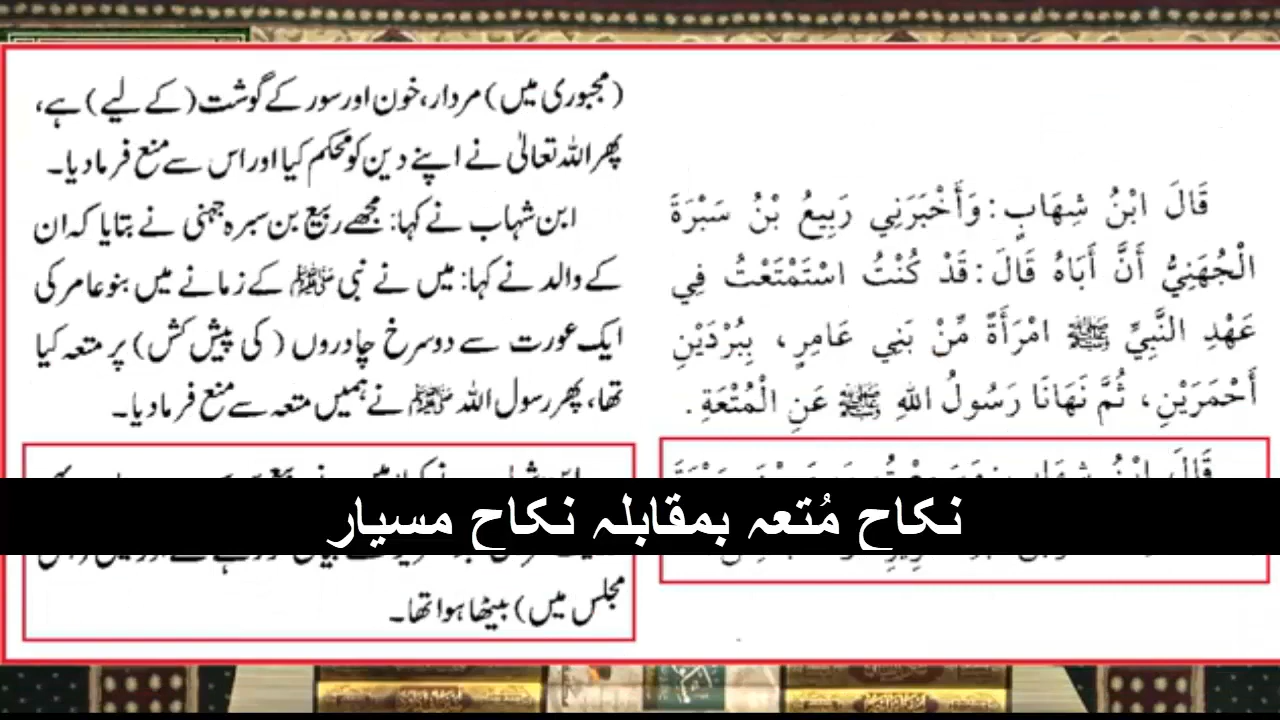 قَالَ ابْنُ شِهَابٍ: وَأَخْبَرَنِي رَبِيعُ بْنُ سَبْرَةَ
الْجُهَنِيُّ أَنَّ أَبَاهُ قَالَ: قَدْ كُنْتُ اسْتَمْتَعْتُ فِي
عَهْدِ النَّبِيِّ ﷺ امْرَأَةً مِّنْ بَنِي عَامِرٍ، بِبُرْدَيْنِ
أَحْمَرَيْنِ، ثُمَّ نَهَانَا رَسُولُ اللهِ ﷺ عَنِ الْمُتْعَةِ.
قَالَ ابْنُ شِهَابٍ:
(مجبوری میں) مردار، خون اور سور کے گوشت (کے لیے) ہے،
پھر اللہ تعالیٰ نے اپنے دین کو محکم کیا اور اس سے منع فرما دیا۔
ابن شہاب نے کہا: مجھے ربیع بن سبرہ جہنی نے بتایا کہ ان
کے والد نے کہا: میں نے نبی ﷺ کے زمانے میں بنو عامر کی
ایک عورت سے دو سرخ چادروں (کی پیش کش) پر متعہ کیا
تھا، پھر رسول اللہ ﷺ نے ہمیں متعہ سے منع فرما دیا۔
مجلس میں) بیٹھا ہوا تھا۔
نکاح مُتعہ بمقابلہ نکاح مسیار